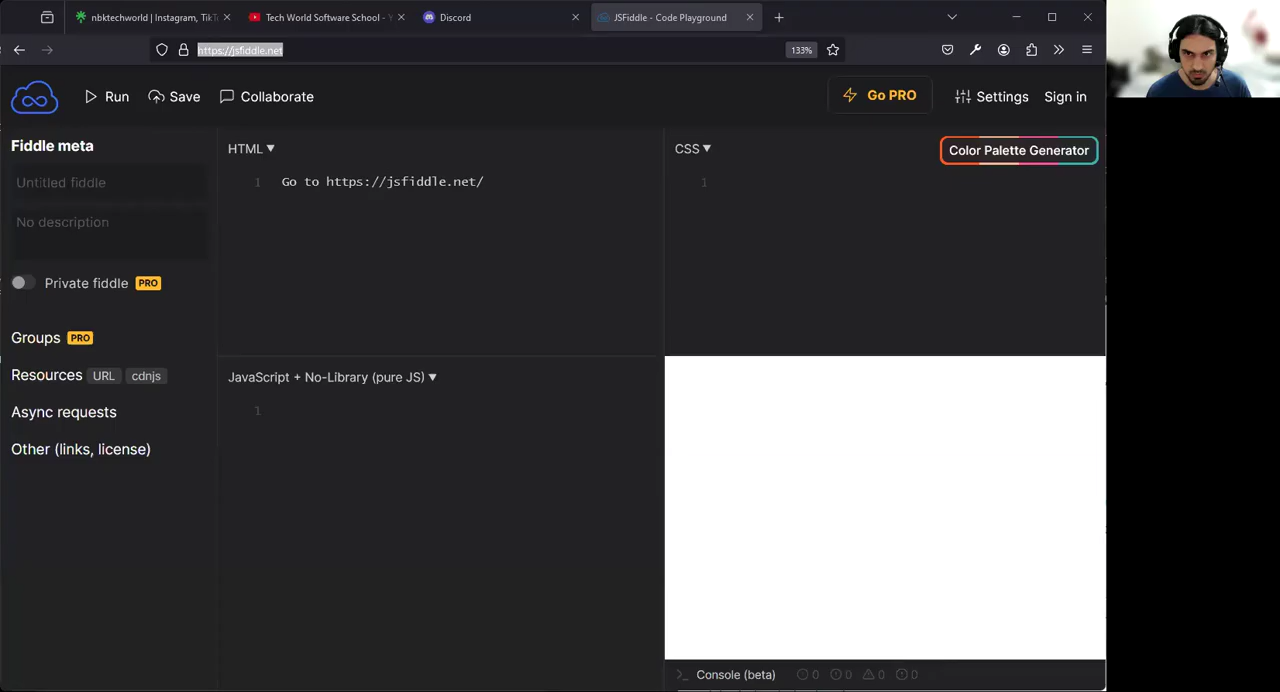 nbktechworld | Instagram, TikTo
Tech World Software School - Y
Discord
JSFiddle - Code Playground
https://jsfiddle.net
133%
Run
Save
Collaborate
Go PRO
Settings
Sign in
Fiddle meta
Untitled fiddle
No description
Private fiddle PRO
Groups PRO
Resources URL cdnjs
Async requests
Other (links, license)
HTML
1 Go to https://jsfiddle.net/
CSS
Color Palette Generator
1
JavaScript + No-Library (pure JS)
1
>_ Console (beta) 0 0 0 0